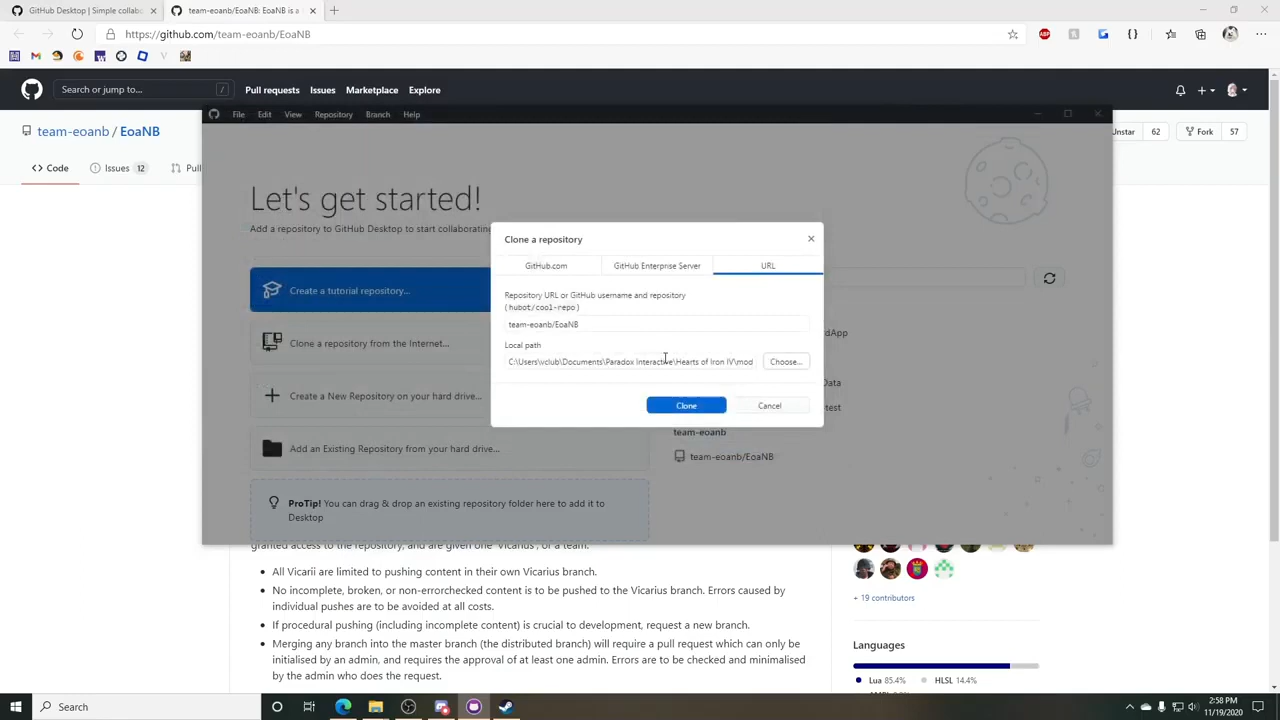 GitHub Desktop | Simple collab
team-eoanb/EoaNB: EoaNB is a
https://github.com/team-eoanb/EoaNB
ABP
Search or jump to...
/
Pull requests
Issues
Marketplace
Explore
File
Edit
View
Repository
Branch
Help
team-eoanb / EoaNB
Unstar
62
Fork
57
Code
Issues
12
Pull
Let's get started!
Add a repository to GitHub Desktop to start collaborating
Create a tutorial repository...
Clone a repository from the Internet...
Create a New Repository on your hard drive...
Add an Existing Repository from your hard drive...
ProTip! You can drag & drop an existing repository folder here to add it to
Desktop
Clone a repository
GitHub.com
GitHub Enterprise Server
URL
Repository URL or GitHub username and repository
(hubot/cool-repo)
team-eoanb/EoaNB
Local path
C:\Users\vclub\Documents\Paradox Interactive\Hearts of Iron IV\mod
Choose...
Clone
Cancel
team-eoanb
team-eoanb/EoaNB
granted access to the repository, and are given one 'Vicarius', or a team.
All Vicarii are limited to pushing content in their own Vicarius branch.
No incomplete, broken, or non-errorchecked content is to be pushed to the Vicarius branch. Errors caused by
individual pushes are to be avoided at all costs.
If procedural pushing (including incomplete content) is crucial to development, request a new branch.
Merging any branch into the master branch (the distributed branch) will require a pull request which can only be
initialised by an admin, and requires the approval of at least one admin. Errors are to be checked and minimalised
by the admin who does the request.
+ 19 contributors
Languages
Lua 85.4%
HLSL 14.4%
Search
2:58 PM
11/19/2020